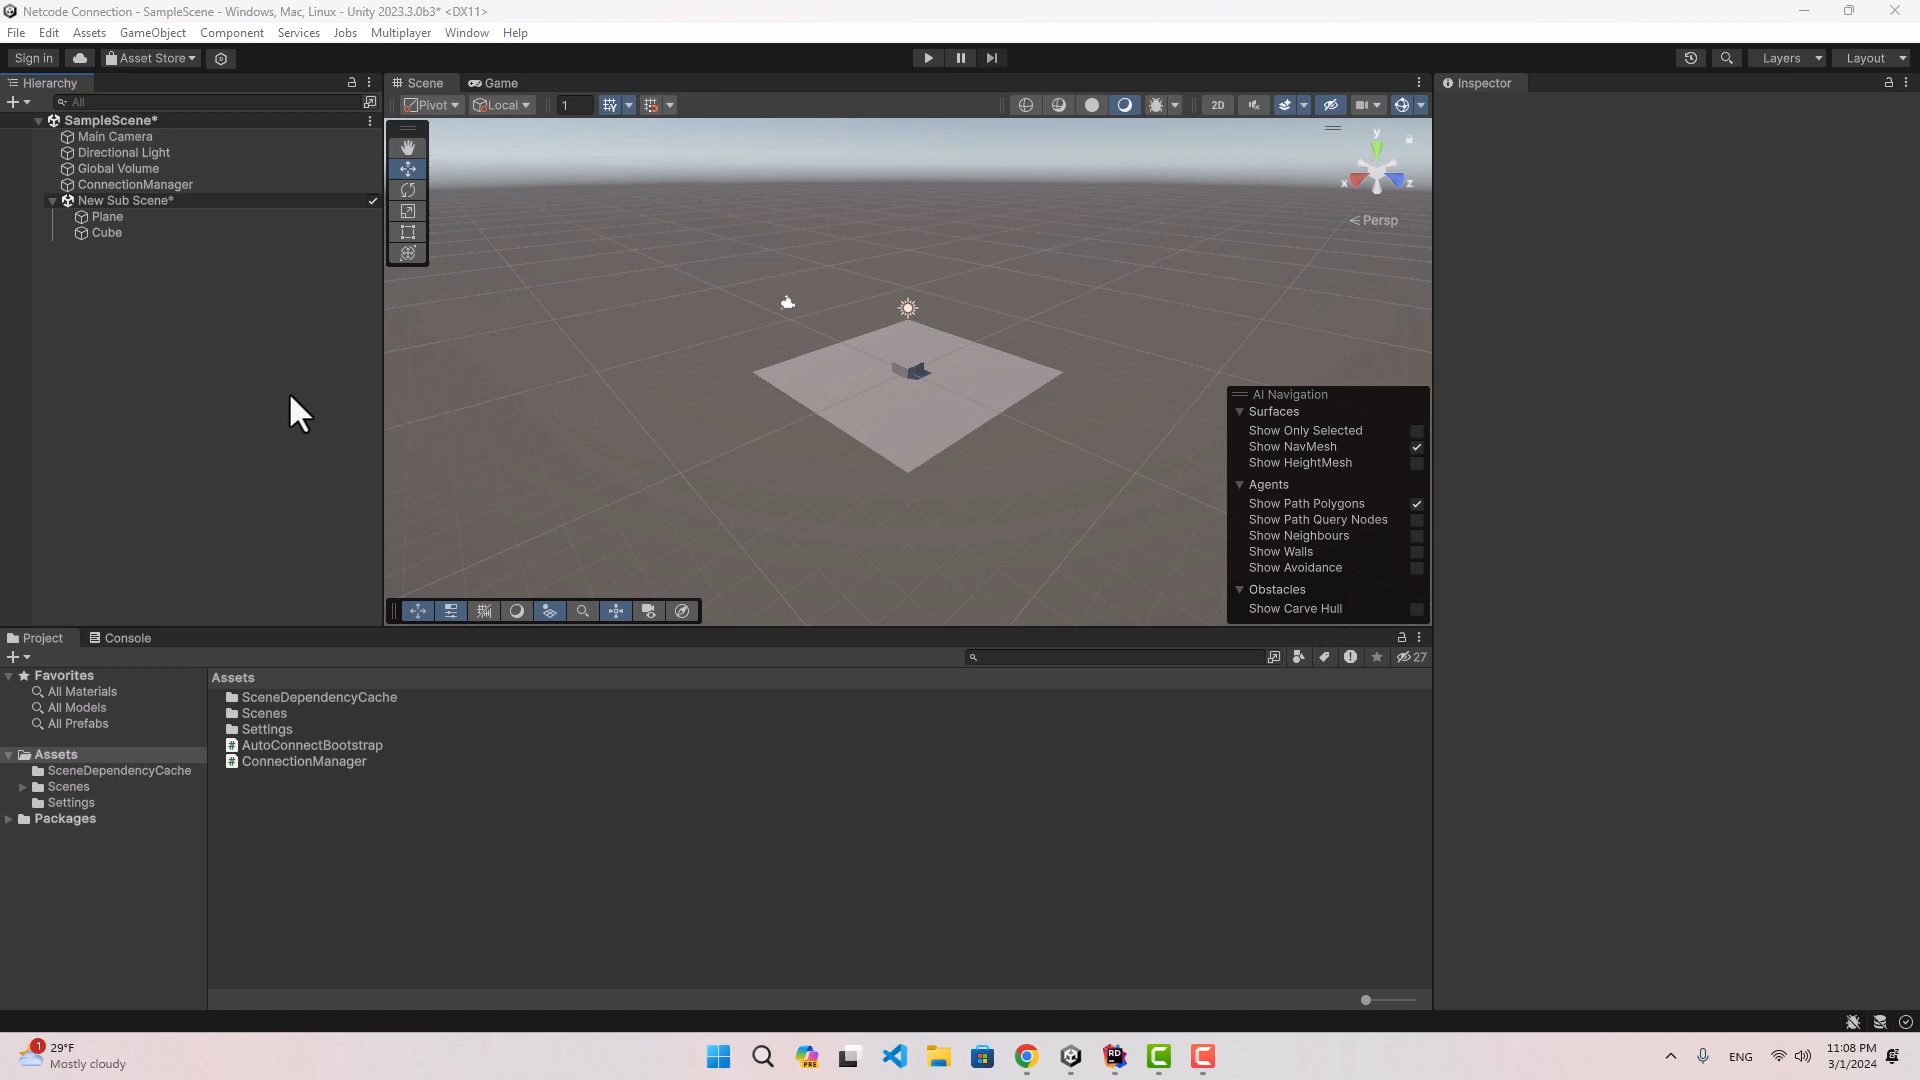 Netcode Connection - SampleScene - Windows, Mac, Linux - Unity 2023.3.0b3* <DX11>
File Edit Assets GameObject Component Services Jobs Multiplayer Window Help
Sign in Asset Store Layers Layout
Hierarchy Scene Game Inspector
All Pivot Local 1 2D
SampleScene*
Main Camera
Directional Light
Global Volume
ConnectionManager
New Sub Scene*
Plane
Cube
y
x z
Persp
AI Navigation
Surfaces
Show Only Selected
Show NavMesh
Show HeightMesh
Agents
Show Path Polygons
Show Path Query Nodes
Show Neighbours
Show Walls
Show Avoidance
Obstacles
Show Carve Hull
Project Console
27
Favorites
All Materials
All Models
All Prefabs
Assets
SceneDependencyCache
Scenes
Settings
Packages
Assets
SceneDependencyCache
Scenes
Settings
AutoConnectBootstrap
ConnectionManager
1
29°F
Mostly cloudy
PRE
RD
ENG
11:08 PM
3/1/2024